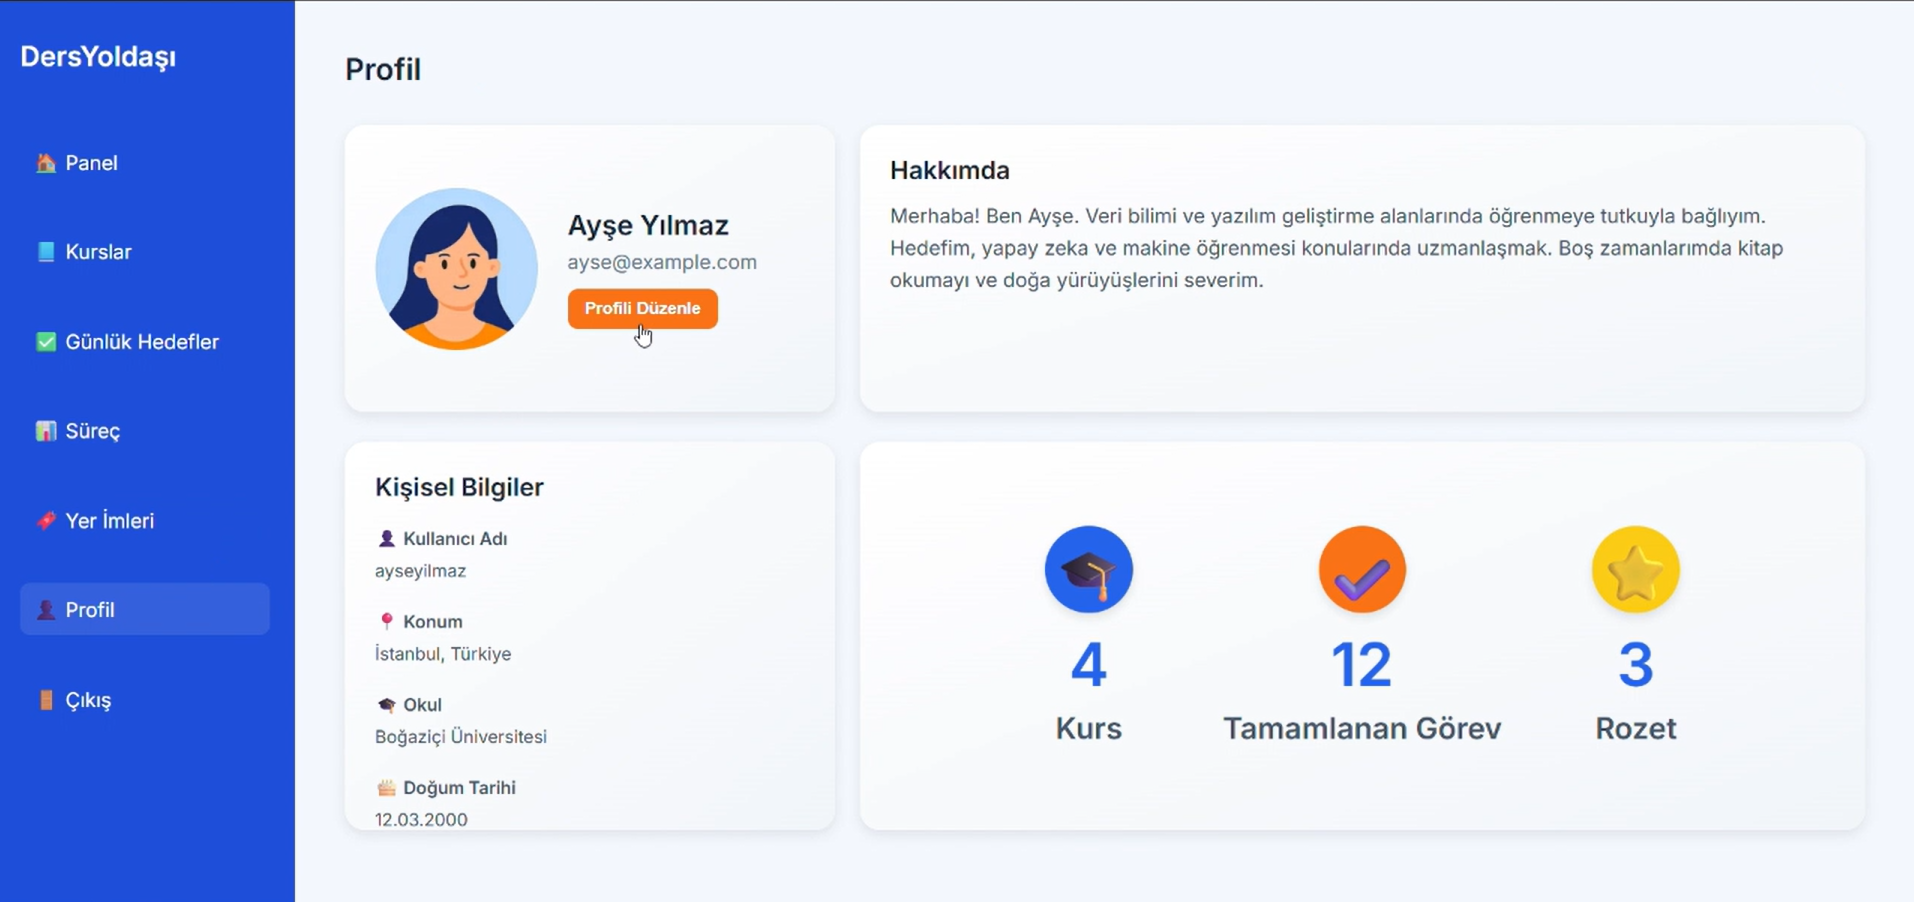 DersYoldaşı
Panel
Kurslar
Günlük Hedefler
Süreç
Yer İmleri
Profil
Çıkış
Profil
Ayşe Yılmaz
ayse@example.com
Profili Düzenle
Hakkımda
Merhaba! Ben Ayşe. Veri bilimi ve yazılım geliştirme alanlarında öğrenmeye tutkuyla bağlıyım.
Hedefim, yapay zeka ve makine öğrenmesi konularında uzmanlaşmak. Boş zamanlarımda kitap
okumayı ve doğa yürüyüşlerini severim.
Kişisel Bilgiler
Kullanıcı Adı
ayseyilmaz
Konum
İstanbul, Türkiye
Okul
Boğaziçi Üniversitesi
Doğum Tarihi
12.03.2000
4
Kurs
12
Tamamlanan Görev
3
Rozet